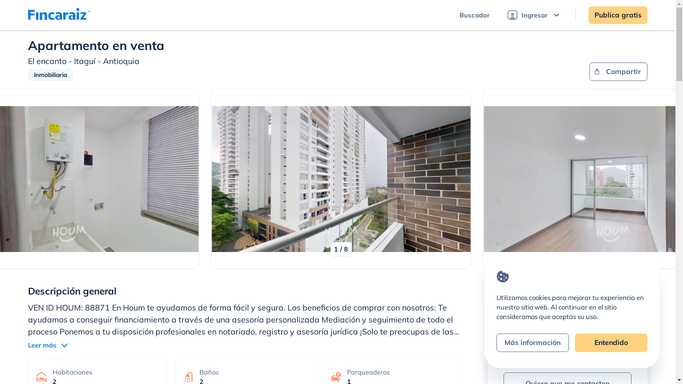 Fincaraiz
Buscador
Ingresar
Publica gratis
Apartamento en venta
El encanto - Itaguí - Antioquia
Inmobiliaria
Compartir
HOUM
HOUM
HOUM
1 / 8
Descripción general
VEN ID HOUM: 88871 En Houm te ayudamos de forma fácil y segura. Los beneficios de comprar con nosotros: Te
ayudamos a conseguir financiamiento a través de una asesoría personalizada Mediación y seguimiento de todo el
proceso Ponemos a tu disposición profesionales en notariado, registro y asesoría jurídica ¡Solo te preocupas de las...
Leer más
Habitaciones
2
Baños
2
Parqueaderos
1
Utilizamos cookies para mejorar tu experiencia en
nuestro sitio web. Al continuar en el sitio
consideramos que aceptas su uso.
Más información
Entendido
Quiero que me contacten